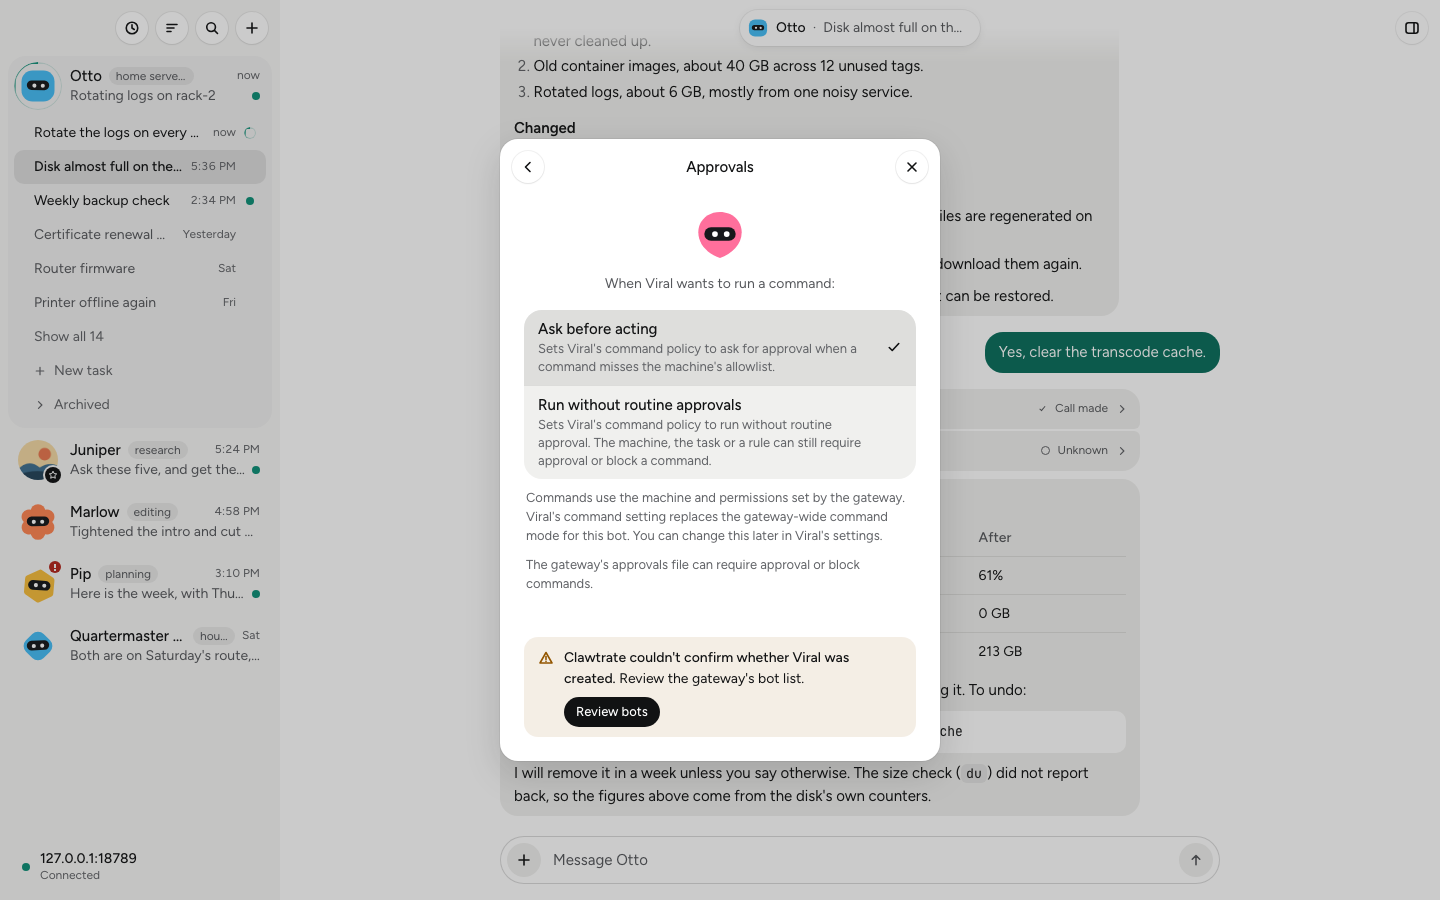 Otto home serve... now
Rotating logs on rack-2
Rotate the logs on every ... now
Disk almost full on the... 5:36 PM
Weekly backup check 2:34 PM
Certificate renewal ... Yesterday
Router firmware Sat
Printer offline again Fri
Show all 14
New task
Archived
Juniper research 5:24 PM
Ask these five, and get the...
Marlow editing 4:58 PM
Tightened the intro and cut ...
Pip planning 3:10 PM
Here is the week, with Thu...
Quartermaster ... hou... Sat
Both are on Saturday's route,...
127.0.0.1:18789
Connected
Otto · Disk almost full on th...
never cleaned up.
2. Old container images, about 40 GB across 12 unused tags.
3. Rotated logs, about 6 GB, mostly from one noisy service.
Changed
iles are regenerated on
download them again.
t can be restored.
Yes, clear the transcode cache.
Call made
Unknown
After
61%
0 GB
213 GB
g it. To undo:
che
I will remove it in a week unless you say otherwise. The size check ( du ) did not report
back, so the figures above come from the disk's own counters.
Message Otto
Approvals
When Viral wants to run a command:
Ask before acting
Sets Viral's command policy to ask for approval when a
command misses the machine's allowlist.
Run without routine approvals
Sets Viral's command policy to run without routine
approval. The machine, the task or a rule can still require
approval or block a command.
Commands use the machine and permissions set by the gateway.
Viral's command setting replaces the gateway-wide command
mode for this bot. You can change this later in Viral's settings.
The gateway's approvals file can require approval or block
commands.
Clawtrate couldn't confirm whether Viral was
created. Review the gateway's bot list.
Review bots